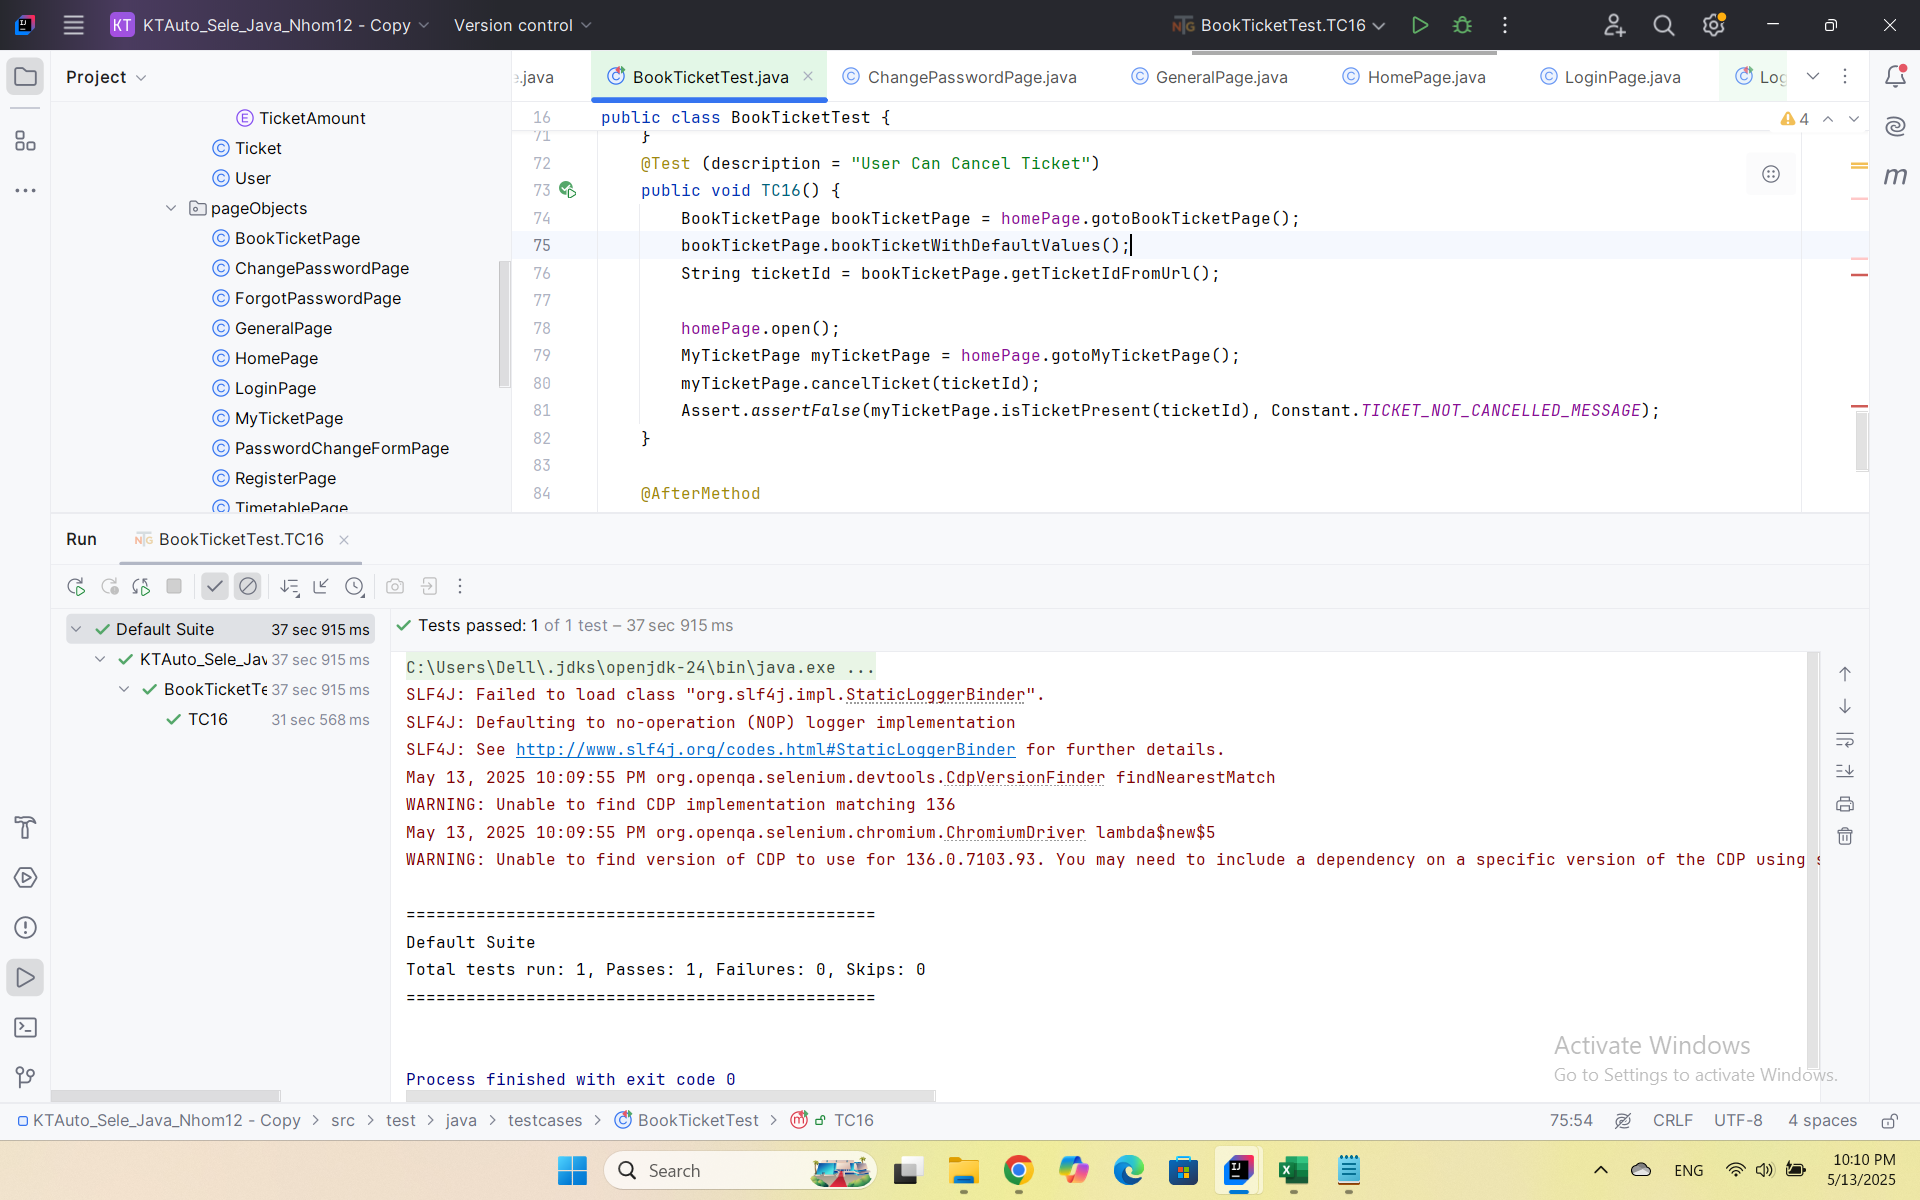 KT KTAuto_Sele_Java_Nhom12 - Copy Version control BookTicketTest.TC16
Project
.java BookTicketTest.java ChangePasswordPage.java GeneralPage.java HomePage.java LoginPage.java Log
TicketAmount
Ticket
User
pageObjects
BookTicketPage
ChangePasswordPage
ForgotPasswordPage
GeneralPage
HomePage
LoginPage
MyTicketPage
PasswordChangeFormPage
RegisterPage
TimetablePage
16 public class BookTicketTest { 4
71 }
72 @Test (description = "User Can Cancel Ticket")
73 public void TC16() {
74 BookTicketPage bookTicketPage = homePage.gotoBookTicketPage();
75 bookTicketPage.bookTicketWithDefaultValues();
76 String ticketId = bookTicketPage.getTicketIdFromUrl();
77
78 homePage.open();
79 MyTicketPage myTicketPage = homePage.gotoMyTicketPage();
80 myTicketPage.cancelTicket(ticketId);
81 Assert.assertFalse(myTicketPage.isTicketPresent(ticketId), Constant.TICKET_NOT_CANCELLED_MESSAGE);
82 }
83
84 @AfterMethod
Run BookTicketTest.TC16
Default Suite 37 sec 915 ms
KTAuto_Sele_Jav 37 sec 915 ms
BookTicketTe 37 sec 915 ms
TC16 31 sec 568 ms
Tests passed: 1 of 1 test – 37 sec 915 ms
C:\Users\Dell\.jdks\openjdk-24\bin\java.exe ...
SLF4J: Failed to load class "org.slf4j.impl.StaticLoggerBinder".
SLF4J: Defaulting to no-operation (NOP) logger implementation
SLF4J: See http://www.slf4j.org/codes.html#StaticLoggerBinder for further details.
May 13, 2025 10:09:55 PM org.openqa.selenium.devtools.CdpVersionFinder findNearestMatch
WARNING: Unable to find CDP implementation matching 136
May 13, 2025 10:09:55 PM org.openqa.selenium.chromium.ChromiumDriver lambda$new$5
WARNING: Unable to find version of CDP to use for 136.0.7103.93. You may need to include a dependency on a specific version of the CDP using s
===============================================
Default Suite
Total tests run: 1, Passes: 1, Failures: 0, Skips: 0
===============================================
Process finished with exit code 0
Activate Windows
Go to Settings to activate Windows.
KTAuto_Sele_Java_Nhom12 - Copy > src > test > java > testcases > BookTicketTest > TC16 75:54 CRLF UTF-8 4 spaces
Search ENG 10:10 PM
5/13/2025